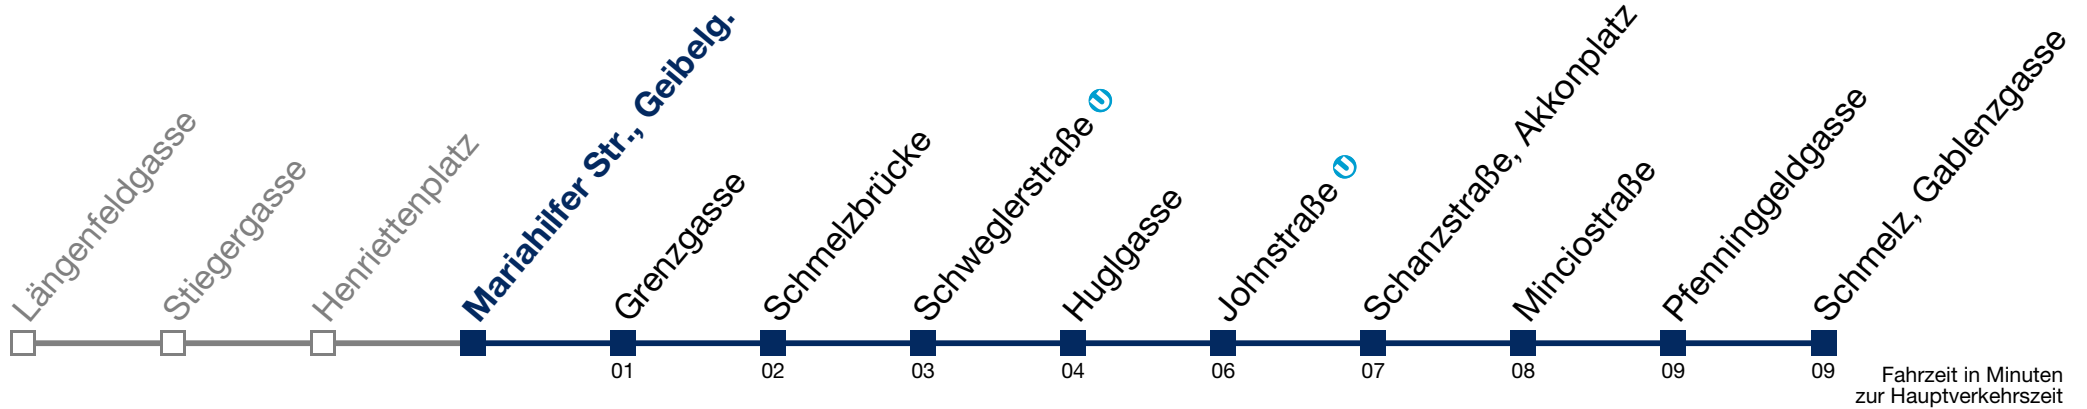 Längenfeldgasse
Stiegergasse
Henriettenplatz
Mariahilfer Str., Geibelg.
Grenzgasse
Schmelzbrücke
Schweglerstraße U
Huglgasse
Johnstraße U
Schanzstraße, Akkonplatz
Minciostraße
Pfenninggeldgasse
Schmelz, Gablenzgasse
01 02 03 04 06 07 08 09 09
Fahrzeit in Minuten
zur Hauptverkehrszeit